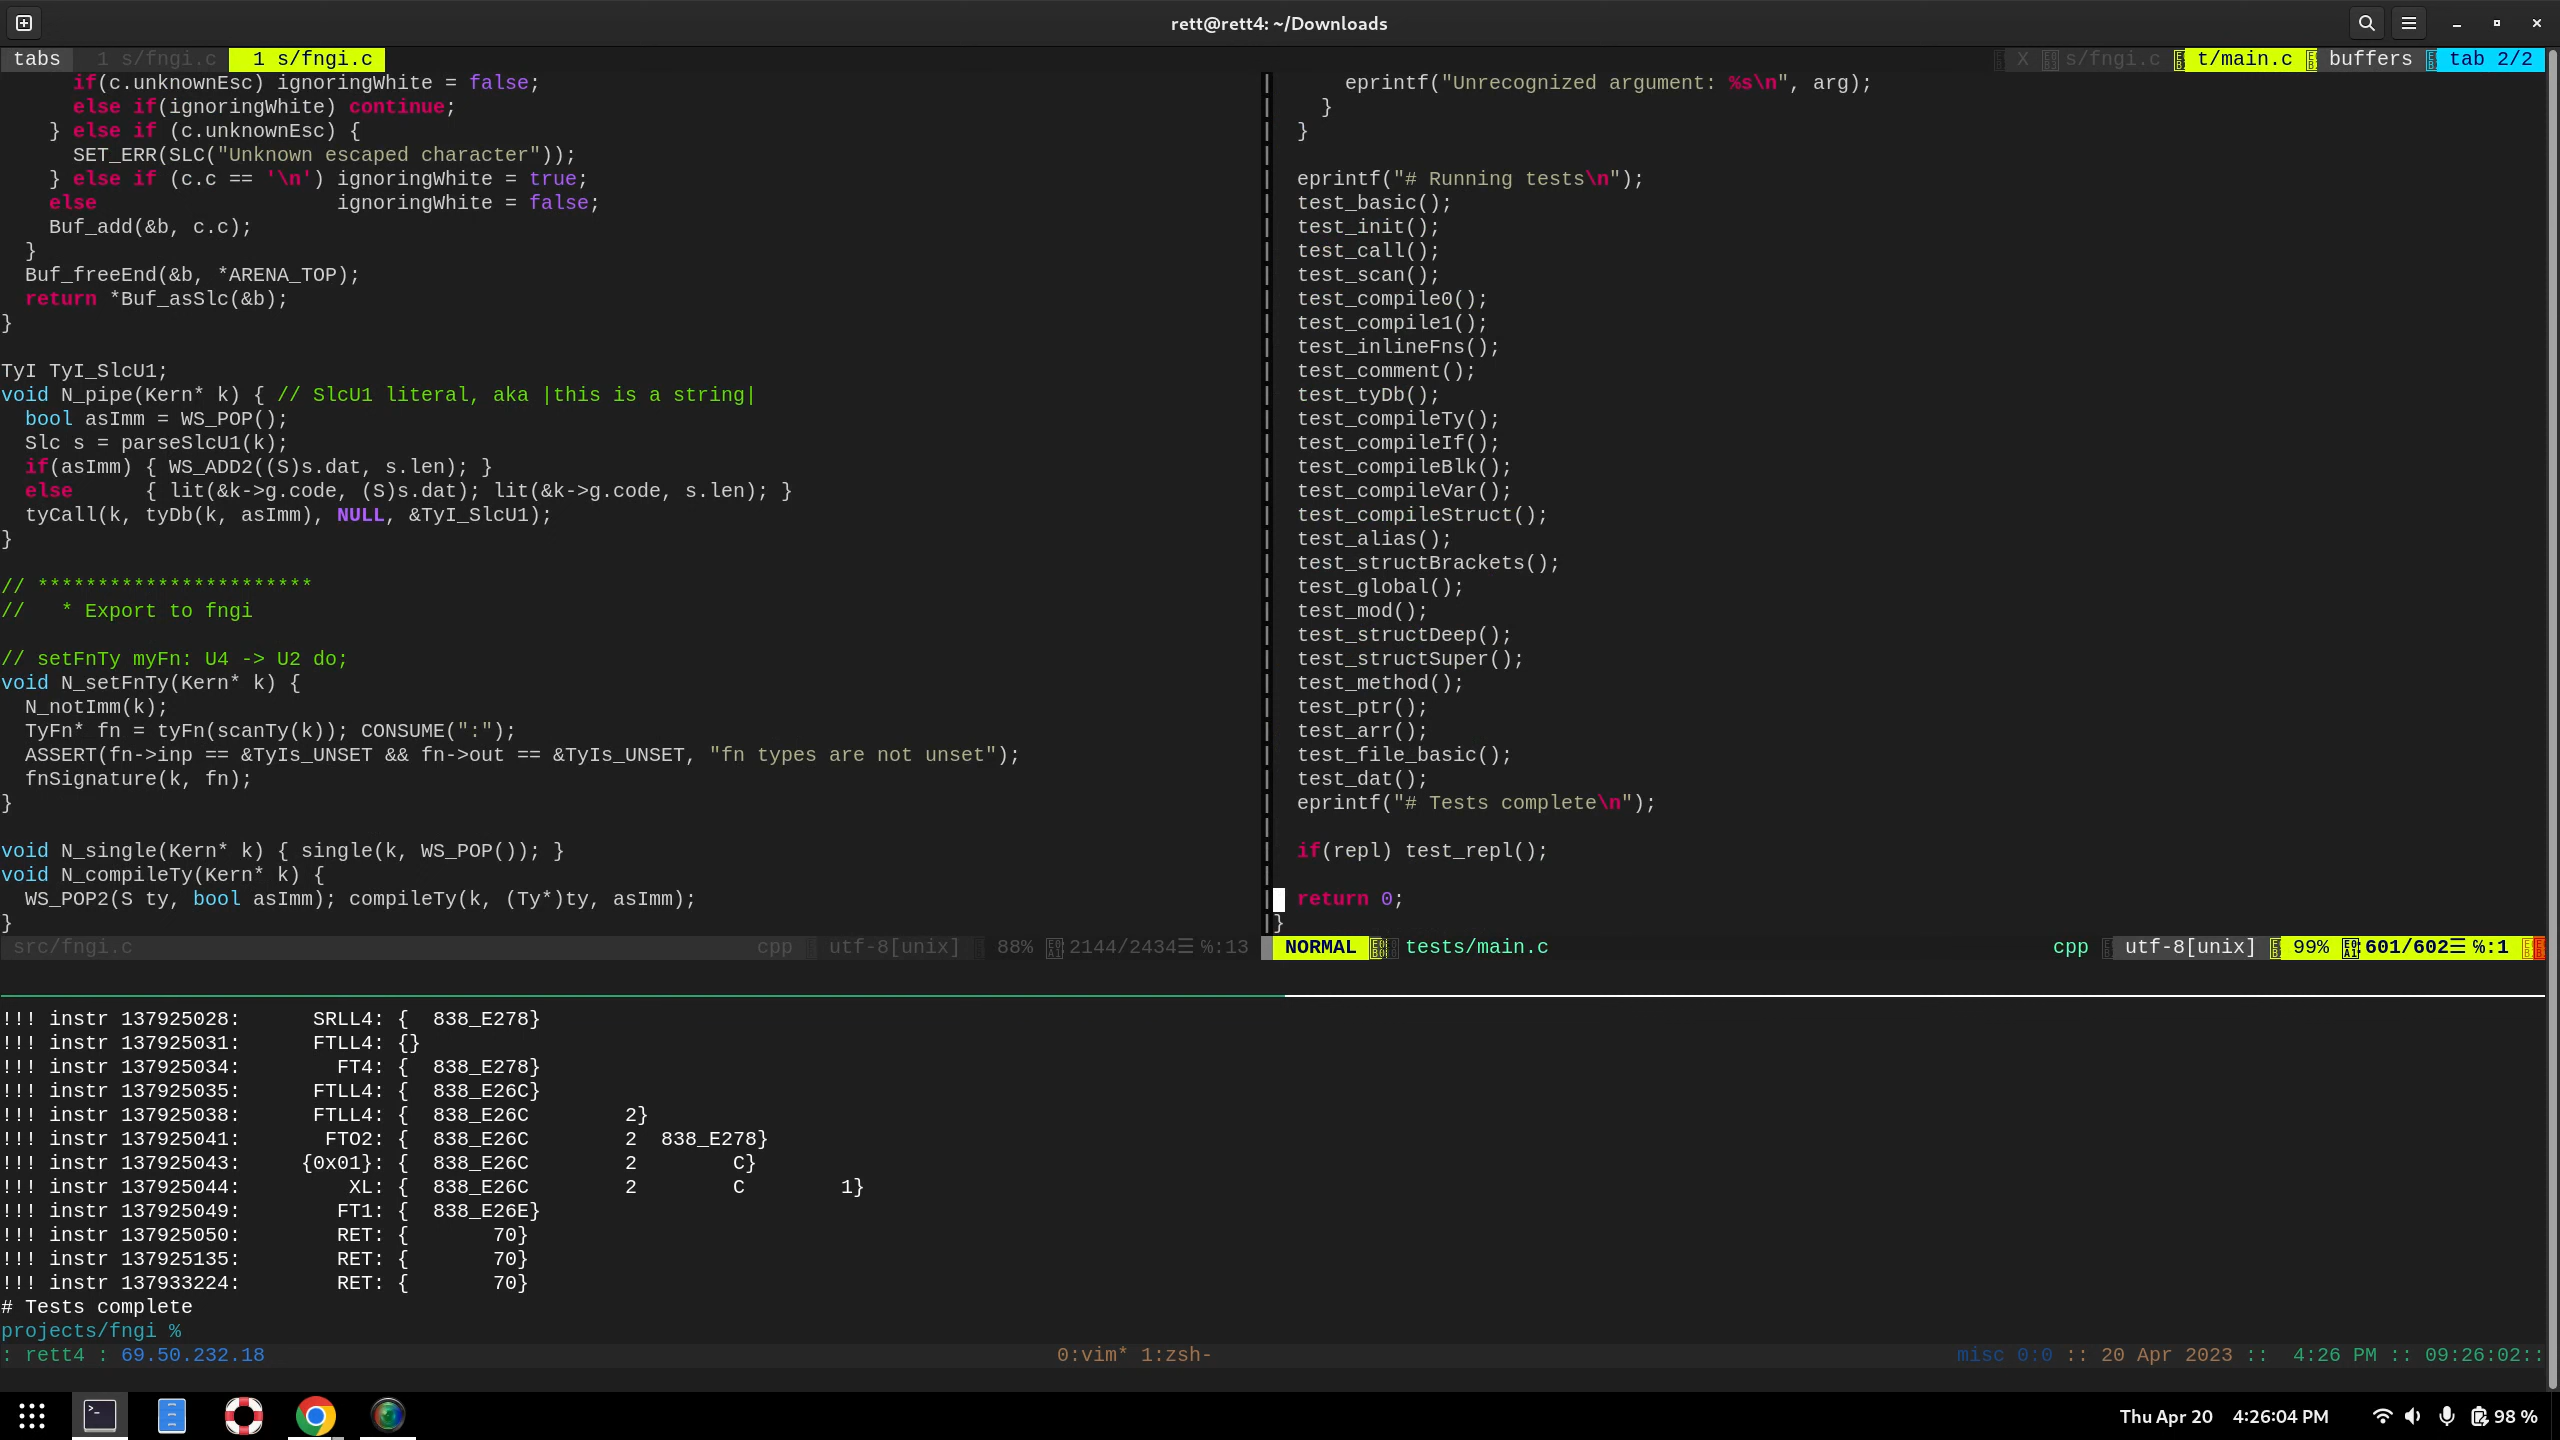 rett@rett4: ~/Downloads
tabs 1 s/fngi.c 1 s/fngi.c
X s/fngi.c t/main.c buffers tab 2/2
      if(c.unknownEsc) ignoringWhite = false;
      else if(ignoringWhite) continue;
    } else if (c.unknownEsc) {
      SET_ERR(SLC("Unknown escaped character"));
    } else if (c.c == '\n') ignoringWhite = true;
    else                    ignoringWhite = false;
    Buf_add(&b, c.c);
  }
  Buf_freeEnd(&b, *ARENA_TOP);
  return *Buf_asSlc(&b);
}
TyI TyI_SlcU1;
void N_pipe(Kern* k) { // SlcU1 literal, aka |this is a string|
  bool asImm = WS_POP();
  Slc s = parseSlcU1(k);
  if(asImm) { WS_ADD2((S)s.dat, s.len); }
  else      { lit(&k->g.code, (S)s.dat); lit(&k->g.code, s.len); }
  tyCall(k, tyDb(k, asImm), NULL, &TyI_SlcU1);
}
// ***********************
//   * Export to fngi
// setFnTy myFn: U4 -> U2 do;
void N_setFnTy(Kern* k) {
  N_notImm(k);
  TyFn* fn = tyFn(scanTy(k)); CONSUME(":");
  ASSERT(fn->inp == &TyIs_UNSET && fn->out == &TyIs_UNSET, "fn types are not unset");
  fnSignature(k, fn);
}
void N_single(Kern* k) { single(k, WS_POP()); }
void N_compileTy(Kern* k) {
  WS_POP2(S ty, bool asImm); compileTy(k, (Ty*)ty, asImm);
}
src/fngi.c cpp utf-8[unix] 88% :2144/2434☰ ℅:13
      eprintf("Unrecognized argument: %s\n", arg);
    }
  }
  eprintf("# Running tests\n");
  test_basic();
  test_init();
  test_call();
  test_scan();
  test_compile0();
  test_compile1();
  test_inlineFns();
  test_comment();
  test_tyDb();
  test_compileTy();
  test_compileIf();
  test_compileBlk();
  test_compileVar();
  test_compileStruct();
  test_alias();
  test_structBrackets();
  test_global();
  test_mod();
  test_structDeep();
  test_structSuper();
  test_method();
  test_ptr();
  test_arr();
  test_file_basic();
  test_dat();
  eprintf("# Tests complete\n");
  if(repl) test_repl();
  return 0;
}
NORMAL tests/main.c cpp utf-8[unix] 99% :601/602☰ ℅:1
!!! instr 137925028:      SRLL4: {  838_E278}
!!! instr 137925031:      FTLL4: {}
!!! instr 137925034:        FT4: {  838_E278}
!!! instr 137925035:      FTLL4: {  838_E26C}
!!! instr 137925038:      FTLL4: {  838_E26C        2}
!!! instr 137925041:       FTO2: {  838_E26C        2  838_E278}
!!! instr 137925043:     {0x01}: {  838_E26C        2        C}
!!! instr 137925044:         XL: {  838_E26C        2        C        1}
!!! instr 137925049:        FT1: {  838_E26E}
!!! instr 137925050:        RET: {       70}
!!! instr 137925135:        RET: {       70}
!!! instr 137933224:        RET: {       70}
# Tests complete
projects/fngi %
: rett4 : 69.50.232.18 0:vim* 1:zsh- misc 0:0 :: 20 Apr 2023 ::  4:26 PM :: 09:26:02::
Thu Apr 20 4:26:04 PM 98 %